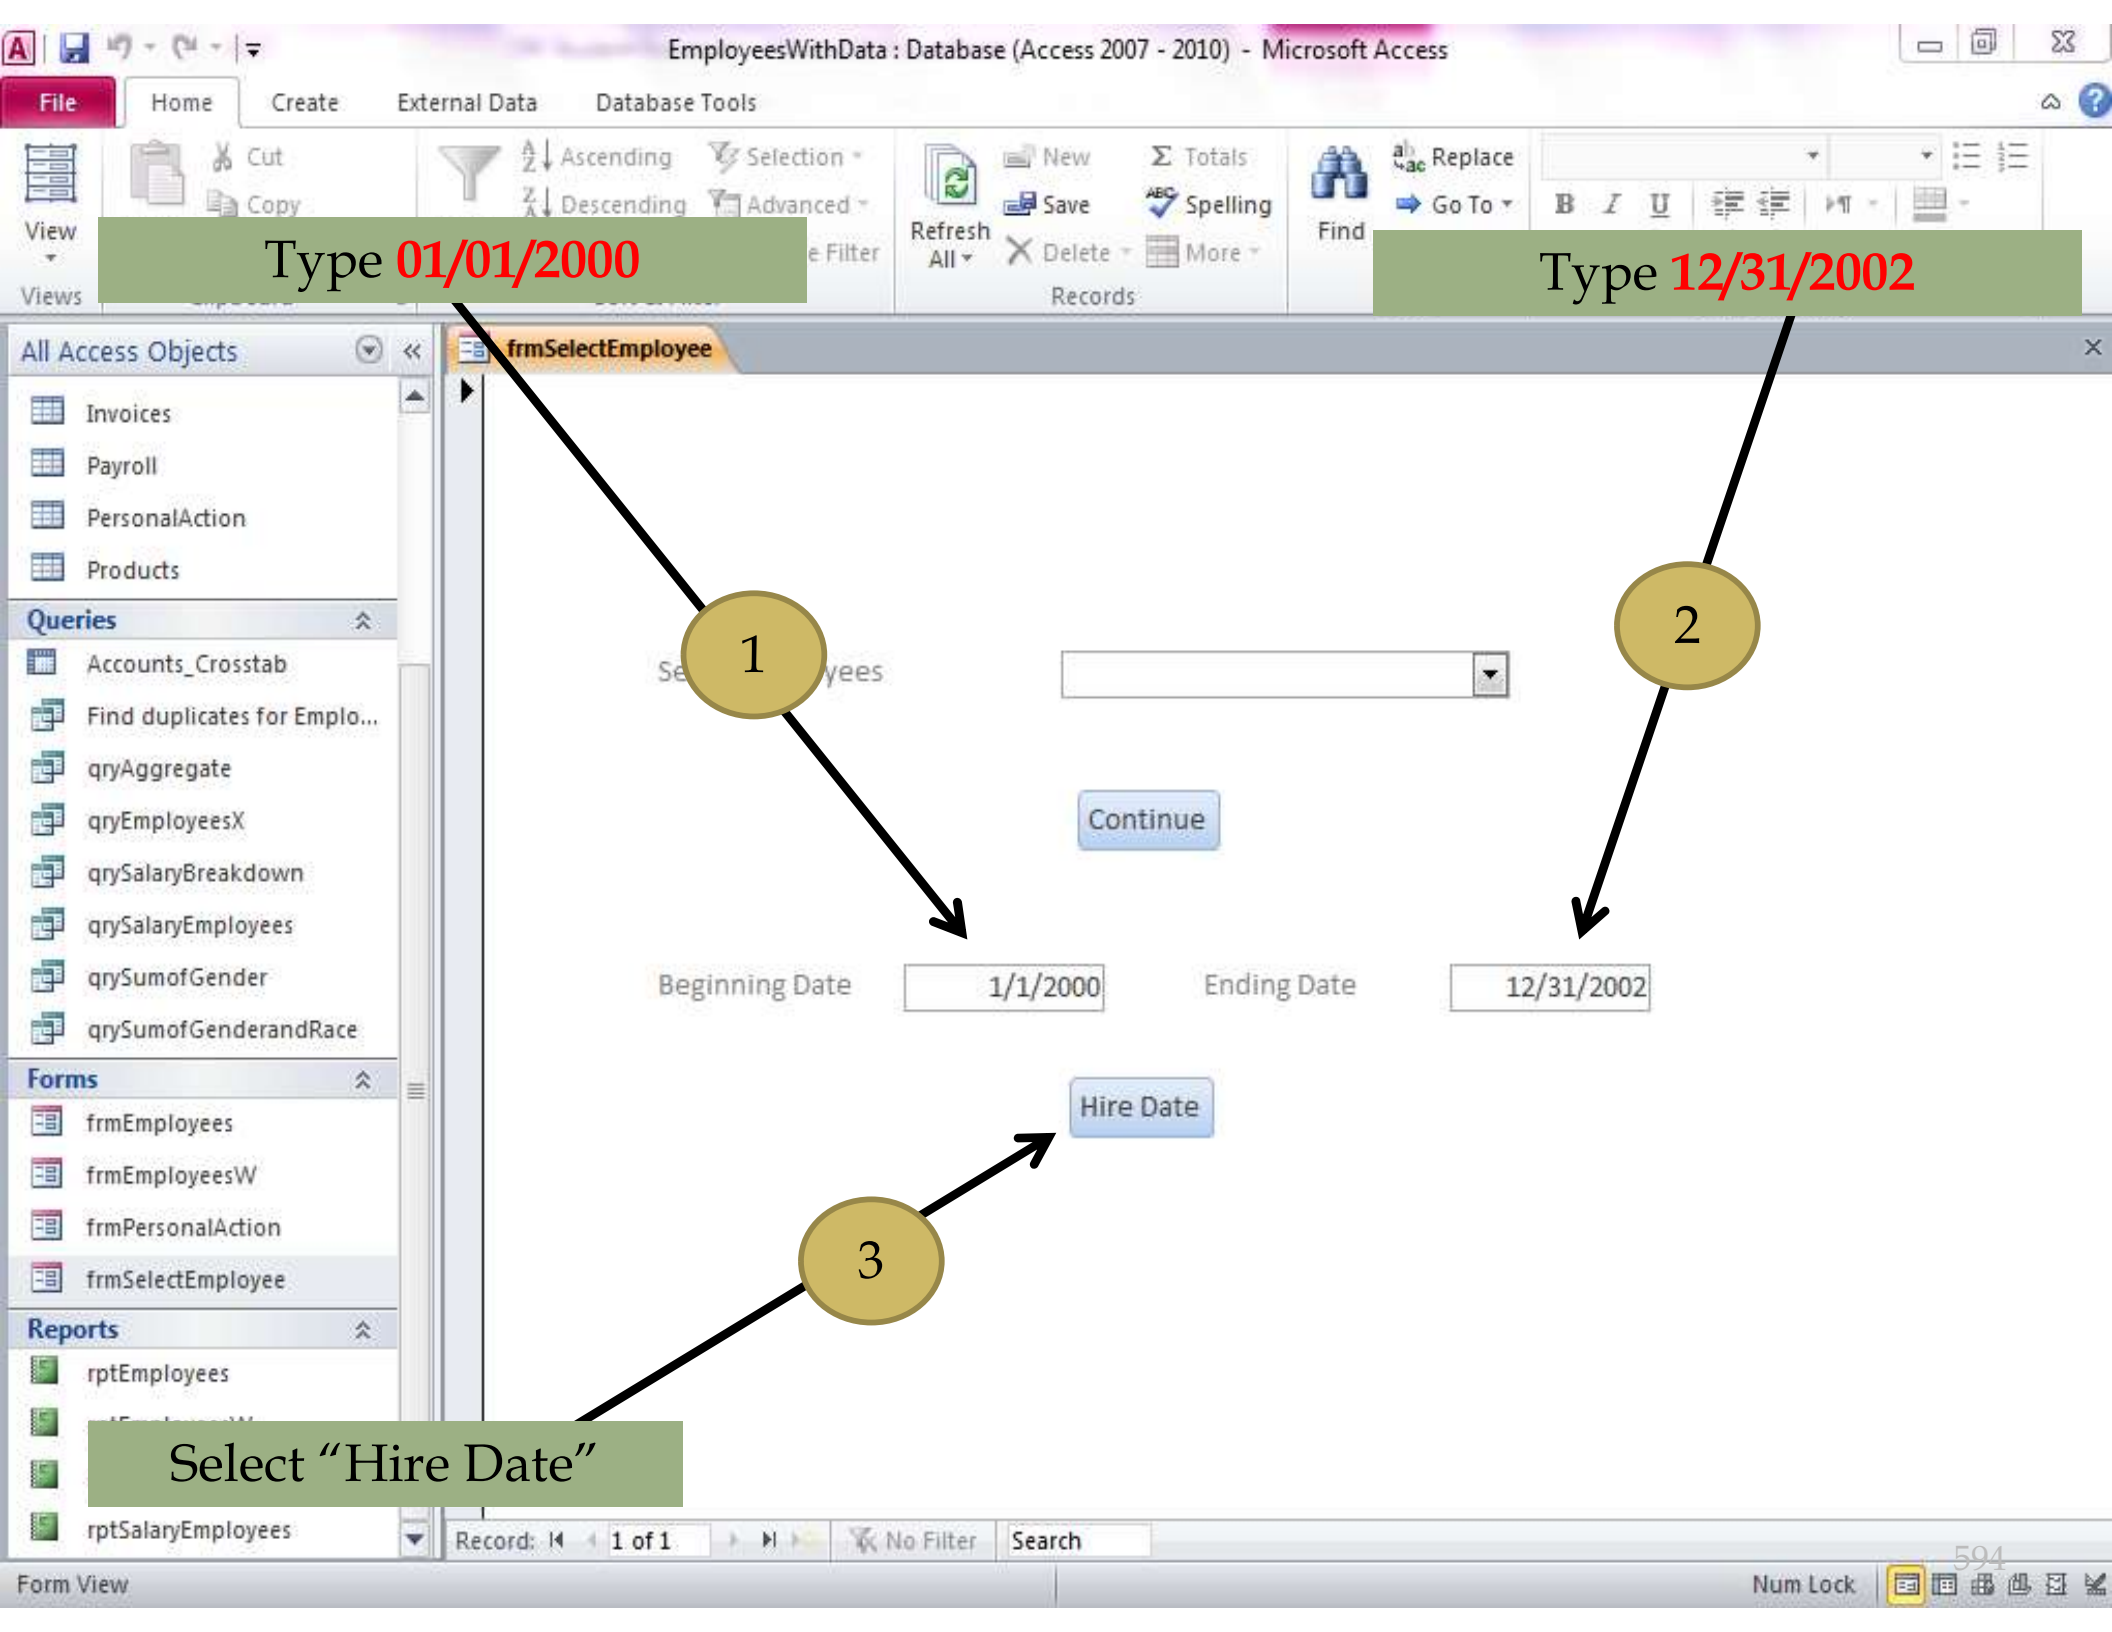 EmployeesWithData : Database (Access 2007 - 2010) - Microsoft Access
File Home Create External Data Database Tools
Cut Ascending Selection New Totals Replace
Copy Descending Advanced Save Spelling Go To B I U
View Filter Refresh All Delete More Find
Type 01/01/2000
Type 12/31/2002
Views Records
All Access Objects
frmSelectEmployee
Invoices
Payroll
PersonalAction
Products
Queries
Accounts_Crosstab
Find duplicates for Emplo...
qryAggregate
qryEmployeesX
qrySalaryBreakdown
qrySalaryEmployees
qrySumofGender
qrySumofGenderandRace
Forms
frmEmployees
frmEmployeesW
frmPersonalAction
frmSelectEmployee
Reports
rptEmployees
rptSalaryEmployees
1
2
Continue
Beginning Date 1/1/2000 Ending Date 12/31/2002
Hire Date
3
Select “Hire Date”
Record: 1 of 1 No Filter Search
594
Form View Num Lock